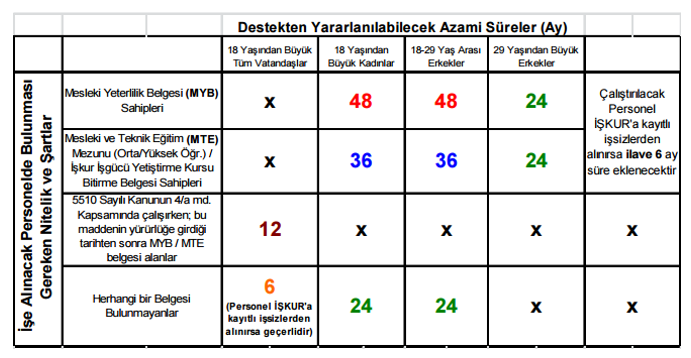 Destekten Yararlanılabilecek Azami Süreler (Ay)
18 Yaşından Büyük
Tüm Vatandaşlar
18 Yaşından
Büyük Kadınlar
18-29 Yaş Arası
Erkekler
29 Yaşından Büyük
Erkekler
İşe Alınacak Personelde Bulunması
Gereken Nitelik ve Şartlar
Mesleki Yeterlilik Belgesi (MYB)
Sahipleri
x
48
48
24
Çalıştırılacak
Personel
İŞKUR'a kayıtlı
işsizlerden
alınırsa ilave 6 ay
süre eklenecektir
Mesleki ve Teknik Eğitim (MTE)
Mezunu (Orta/Yüksek Öğr.) /
İşkur İşgücü Yetiştirme Kursu
Bitirme Belgesi Sahipleri
x
36
36
24
5510 Sayılı Kanunun 4/a md.
Kapsamında çalışırken; bu
maddenin yürürlüğe girdiği
tarihten sonra MYB / MTE
belgesi alanlar
12
x
x
x
x
Herhangi bir Belgesi
Bulunmayanlar
6
(Personel İŞKUR'a
kayıtlı işsizlerden
alınırsa geçerlidir)
24
24
x
x